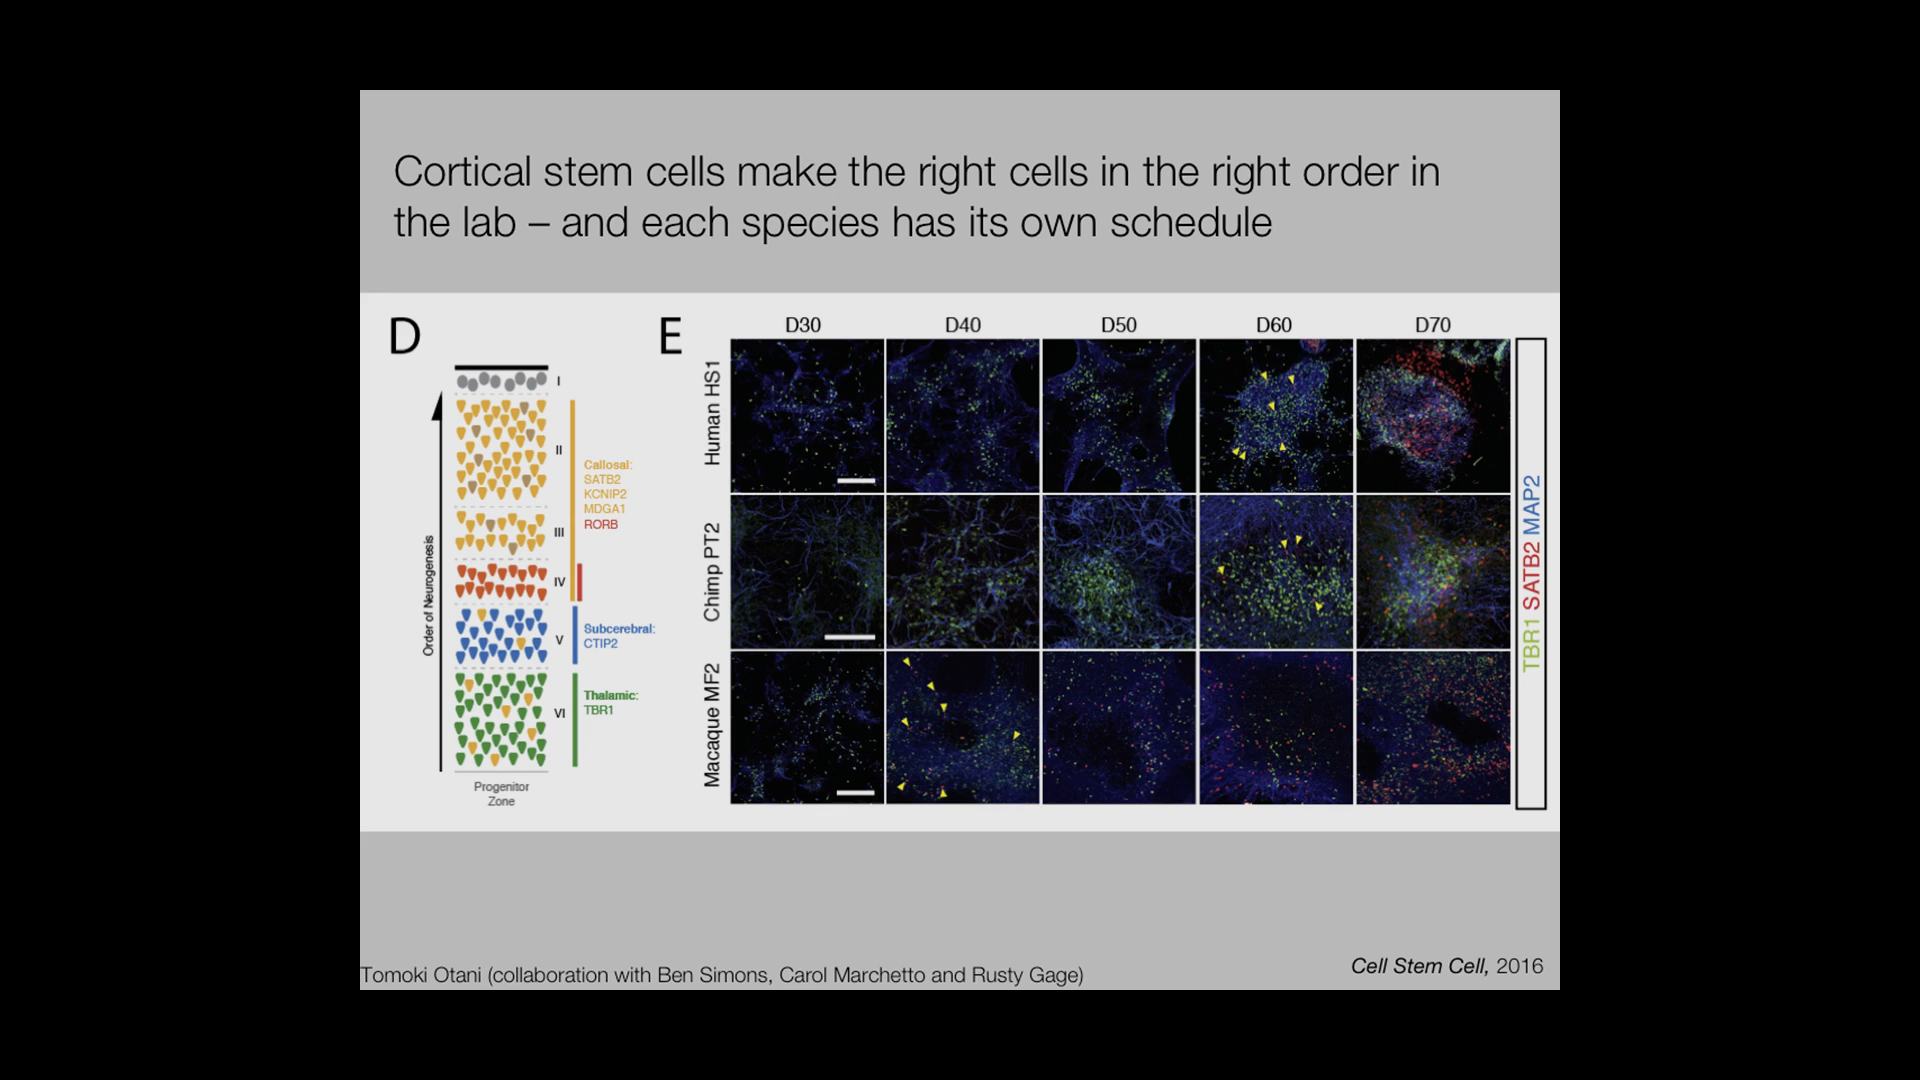 Cortical stem cells make the right cells in the right order in
the lab – and each species has its own schedule
D
Order of Neurogenesis
I
II
III
IV
V
VI
Callosal:
SATB2
KCNIP2
MDGA1
RORB
Subcerebral:
CTIP2
Thalamic:
TBR1
Progenitor
Zone
E
D30 D40 D50 D60 D70
Human HS1
Chimp PT2
Macaque MF2
TBR1 SATB2 MAP2
Tomoki Otani (collaboration with Ben Simons, Carol Marchetto and Rusty Gage)
Cell Stem Cell, 2016